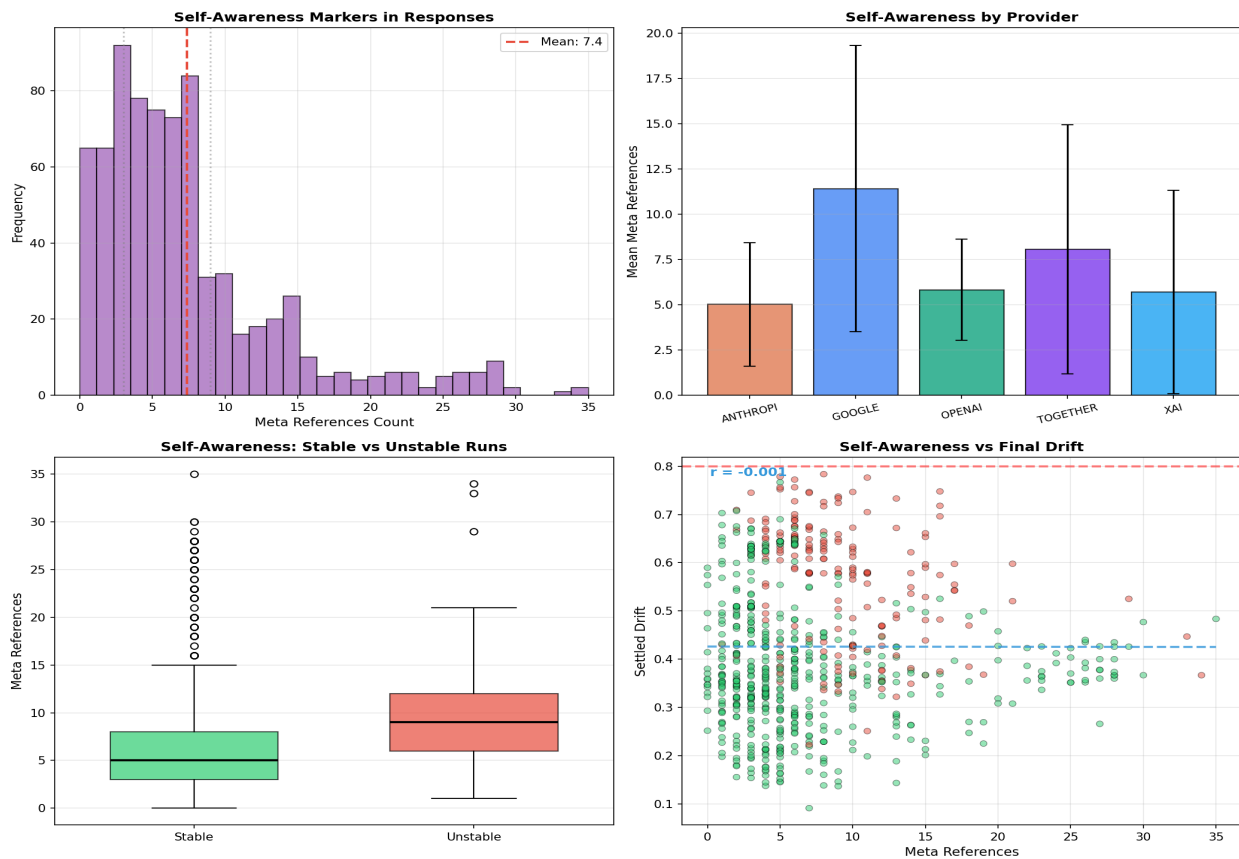 Self-Awareness Markers in Responses
Mean: 7.4
Frequency
80
60
40
20
0
0 5 10 15 20 25 30 35
Meta References Count
Self-Awareness by Provider
Mean Meta References
20.0
17.5
15.0
12.5
10.0
7.5
5.0
2.5
0.0
ANTHROPI GOOGLE OPENAI TOGETHER XAI
Self-Awareness: Stable vs Unstable Runs
Meta References
35
30
25
20
15
10
5
0
Stable Unstable
Self-Awareness vs Final Drift
r = -0.001
Settled Drift
0.8
0.7
0.6
0.5
0.4
0.3
0.2
0.1
0 5 10 15 20 25 30 35
Meta References